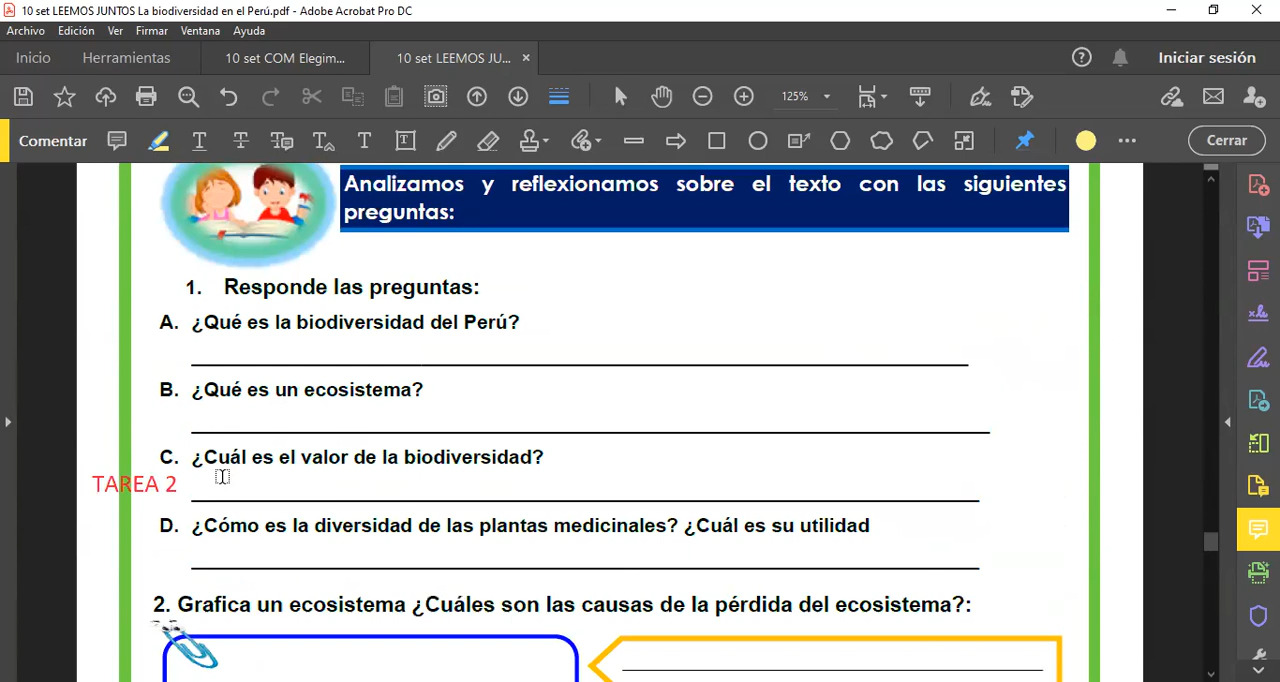 10 set LEEMOS JUNTOS La biodiversidad en el Perú.pdf - Adobe Acrobat Pro DC
Archivo Edición Ver Firmar Ventana Ayuda
Inicio Herramientas 10 set COM Elegim... 10 set LEEMOS JU... × Iniciar sesión
125%
Comentar Cerrar
Analizamos y reflexionamos sobre el texto con las siguientes
preguntas:
1. Responde las preguntas:
A. ¿Qué es la biodiversidad del Perú?
B. ¿Qué es un ecosistema?
C. ¿Cuál es el valor de la biodiversidad?
TAREA 2
D. ¿Cómo es la diversidad de las plantas medicinales? ¿Cuál es su utilidad
2. Grafica un ecosistema ¿Cuáles son las causas de la pérdida del ecosistema?: